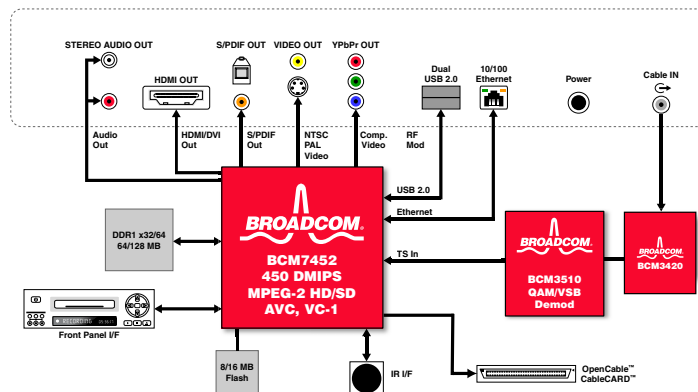 STEREO AUDIO OUT
S/PDIF OUT
VIDEO OUT
YPbPr OUT
HDMI OUT
Dual
USB 2.0
10/100
Ethernet
Power
Cable IN
Audio
Out
HDMI/DVI
Out
S/PDIF
Out
NTSC
PAL
Video
Comp.
Video
RF
Mod
USB 2.0
Ethernet
TS In
DDR1 x32/64
64/128 MB
BROADCOM®
BCM7452
450 DMIPS
MPEG-2 HD/SD
AVC, VC-1
BROADCOM®
BCM3510
QAM/VSB
Demod
BROADCOM®
BCM3420
RECORDING
Front Panel I/F
8/16 MB
Flash
IR I/F
OpenCable™
CableCARD™